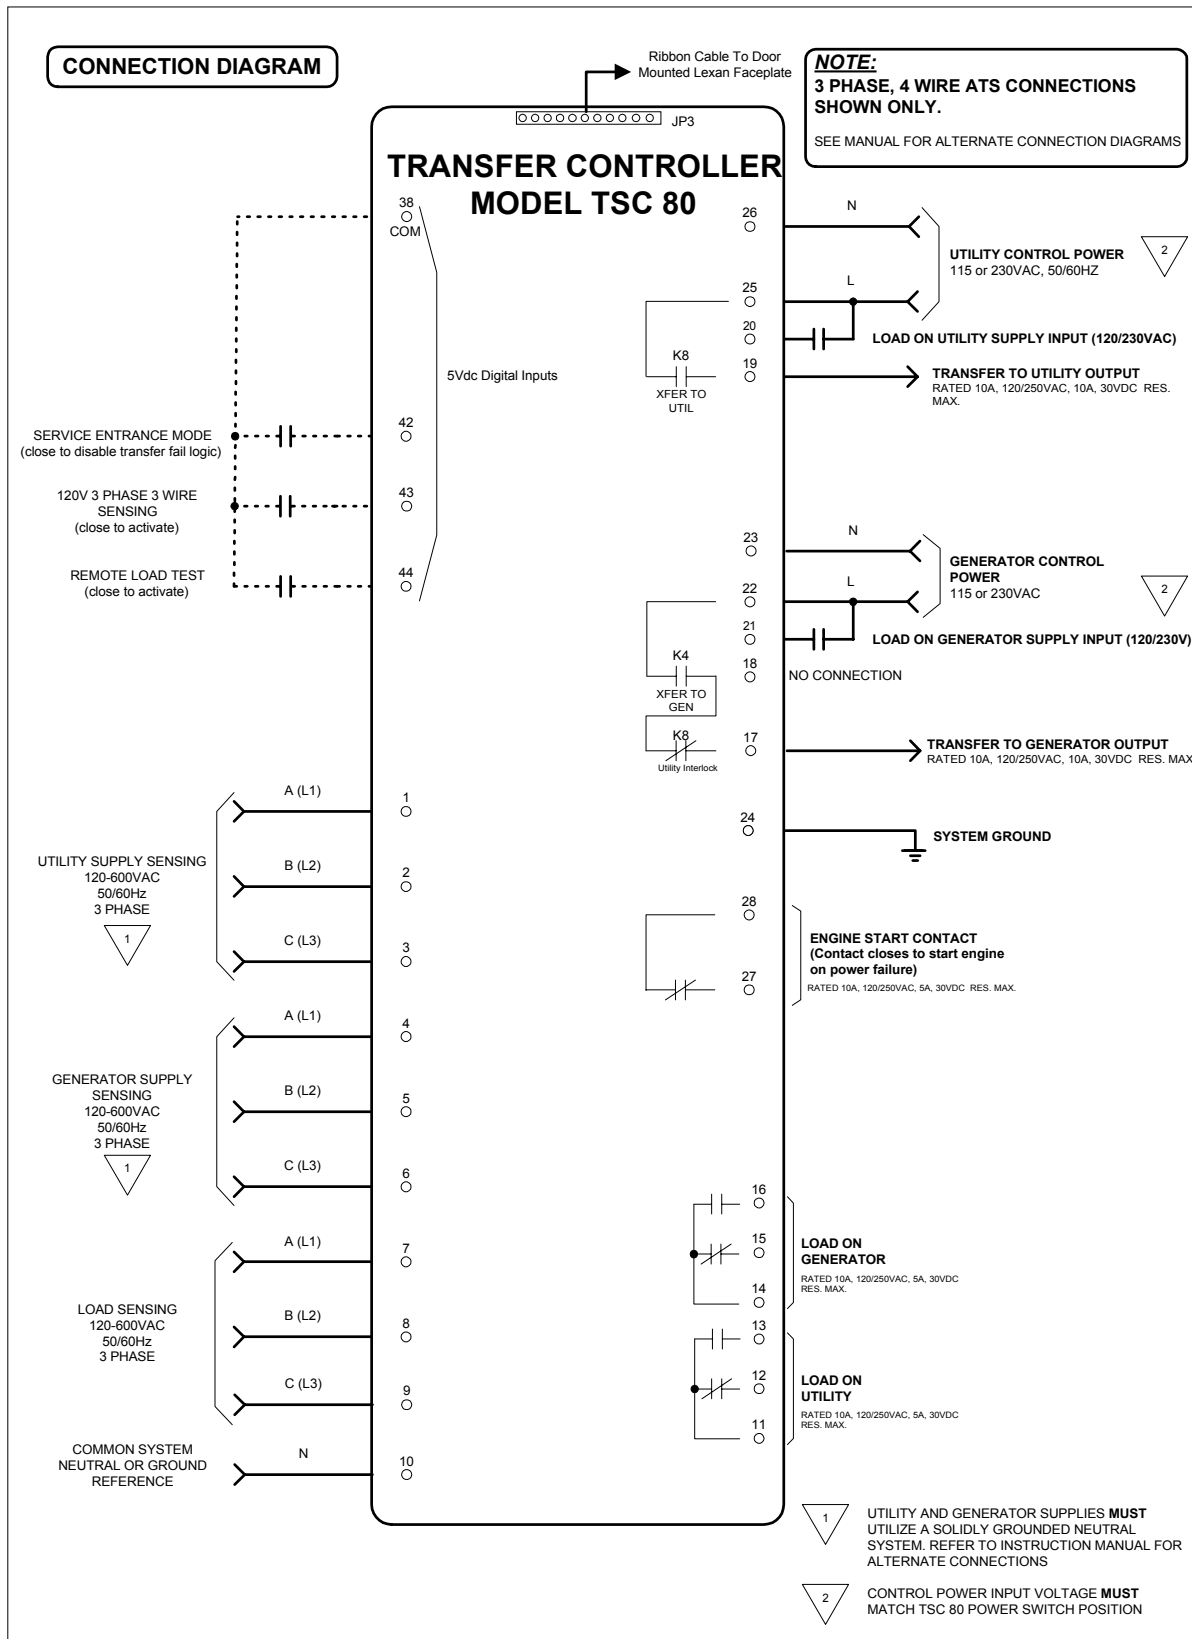 CONNECTION DIAGRAM
Ribbon Cable To Door
Mounted Lexan Faceplate
NOTE:
3 PHASE, 4 WIRE ATS CONNECTIONS
SHOWN ONLY.
SEE MANUAL FOR ALTERNATE CONNECTION DIAGRAMS
JP3
TRANSFER CONTROLLER
MODEL TSC 80
38
COM
5Vdc Digital Inputs
42
SERVICE ENTRANCE MODE
(close to disable transfer fail logic)
43
120V 3 PHASE 3 WIRE
SENSING
(close to activate)
44
REMOTE LOAD TEST
(close to activate)
26
N
UTILITY CONTROL POWER
115 or 230VAC, 50/60HZ
2
25
L
20
LOAD ON UTILITY SUPPLY INPUT (120/230VAC)
K8
XFER TO
UTIL
19
TRANSFER TO UTILITY OUTPUT
RATED 10A, 120/250VAC, 10A, 30VDC RES.
MAX.
23
N
GENERATOR CONTROL
POWER
115 or 230VAC
2
22
L
21
LOAD ON GENERATOR SUPPLY INPUT (120/230V)
K4
XFER TO
GEN
18
NO CONNECTION
K8
Utility Interlock
17
TRANSFER TO GENERATOR OUTPUT
RATED 10A, 120/250VAC, 10A, 30VDC RES. MAX
24
SYSTEM GROUND
28
27
ENGINE START CONTACT
(Contact closes to start engine
on power failure)
RATED 10A, 120/250VAC, 5A, 30VDC RES. MAX.
A (L1)
1
UTILITY SUPPLY SENSING
120-600VAC
50/60Hz
3 PHASE
1
B (L2)
2
C (L3)
3
A (L1)
4
GENERATOR SUPPLY
SENSING
120-600VAC
50/60Hz
3 PHASE
1
B (L2)
5
C (L3)
6
A (L1)
7
LOAD SENSING
120-600VAC
50/60Hz
3 PHASE
B (L2)
8
C (L3)
9
COMMON SYSTEM
NEUTRAL OR GROUND
REFERENCE
N
10
16
15
14
LOAD ON
GENERATOR
RATED 10A, 120/250VAC, 5A, 30VDC
RES. MAX.
13
12
11
LOAD ON
UTILITY
RATED 10A, 120/250VAC, 5A, 30VDC
RES. MAX.
1
UTILITY AND GENERATOR SUPPLIES MUST
UTILIZE A SOLIDLY GROUNDED NEUTRAL
SYSTEM. REFER TO INSTRUCTION MANUAL FOR
ALTERNATE CONNECTIONS
2
CONTROL POWER INPUT VOLTAGE MUST
MATCH TSC 80 POWER SWITCH POSITION